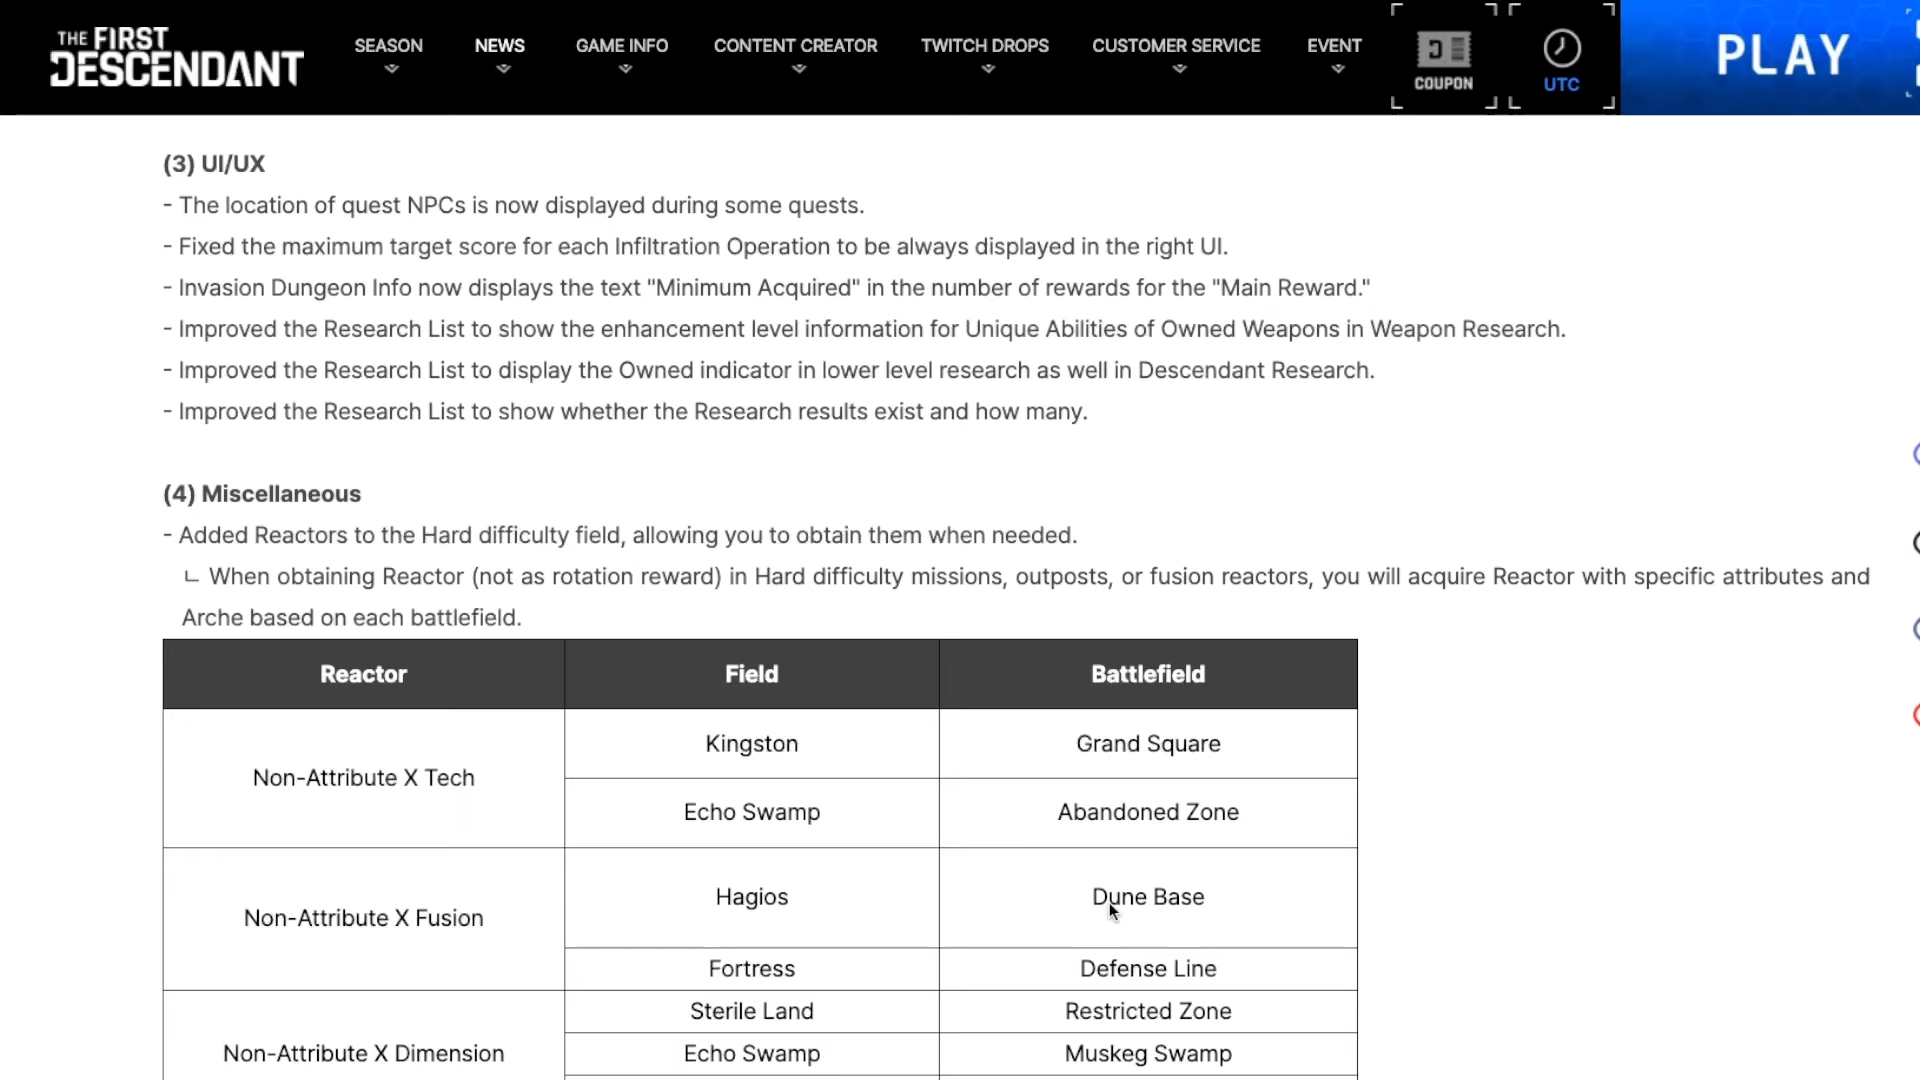 THE FIRST
DESCENDANT
SEASON NEWS GAME INFO CONTENT CREATOR TWITCH DROPS CUSTOMER SERVICE EVENT
COUPON
UTC
PLAY
(3) UI/UX
- The location of quest NPCs is now displayed during some quests.
- Fixed the maximum target score for each Infiltration Operation to be always displayed in the right UI.
- Invasion Dungeon Info now displays the text "Minimum Acquired" in the number of rewards for the "Main Reward."
- Improved the Research List to show the enhancement level information for Unique Abilities of Owned Weapons in Weapon Research.
- Improved the Research List to display the Owned indicator in lower level research as well in Descendant Research.
- Improved the Research List to show whether the Research results exist and how many.
(4) Miscellaneous
- Added Reactors to the Hard difficulty field, allowing you to obtain them when needed.
ㄴ When obtaining Reactor (not as rotation reward) in Hard difficulty missions, outposts, or fusion reactors, you will acquire Reactor with specific attributes and
Arche based on each battlefield.
Reactor Field Battlefield
Non-Attribute X Tech
Kingston Grand Square
Echo Swamp Abandoned Zone
Non-Attribute X Fusion
Hagios Dune Base
Fortress Defense Line
Non-Attribute X Dimension
Sterile Land Restricted Zone
Echo Swamp Muskeg Swamp